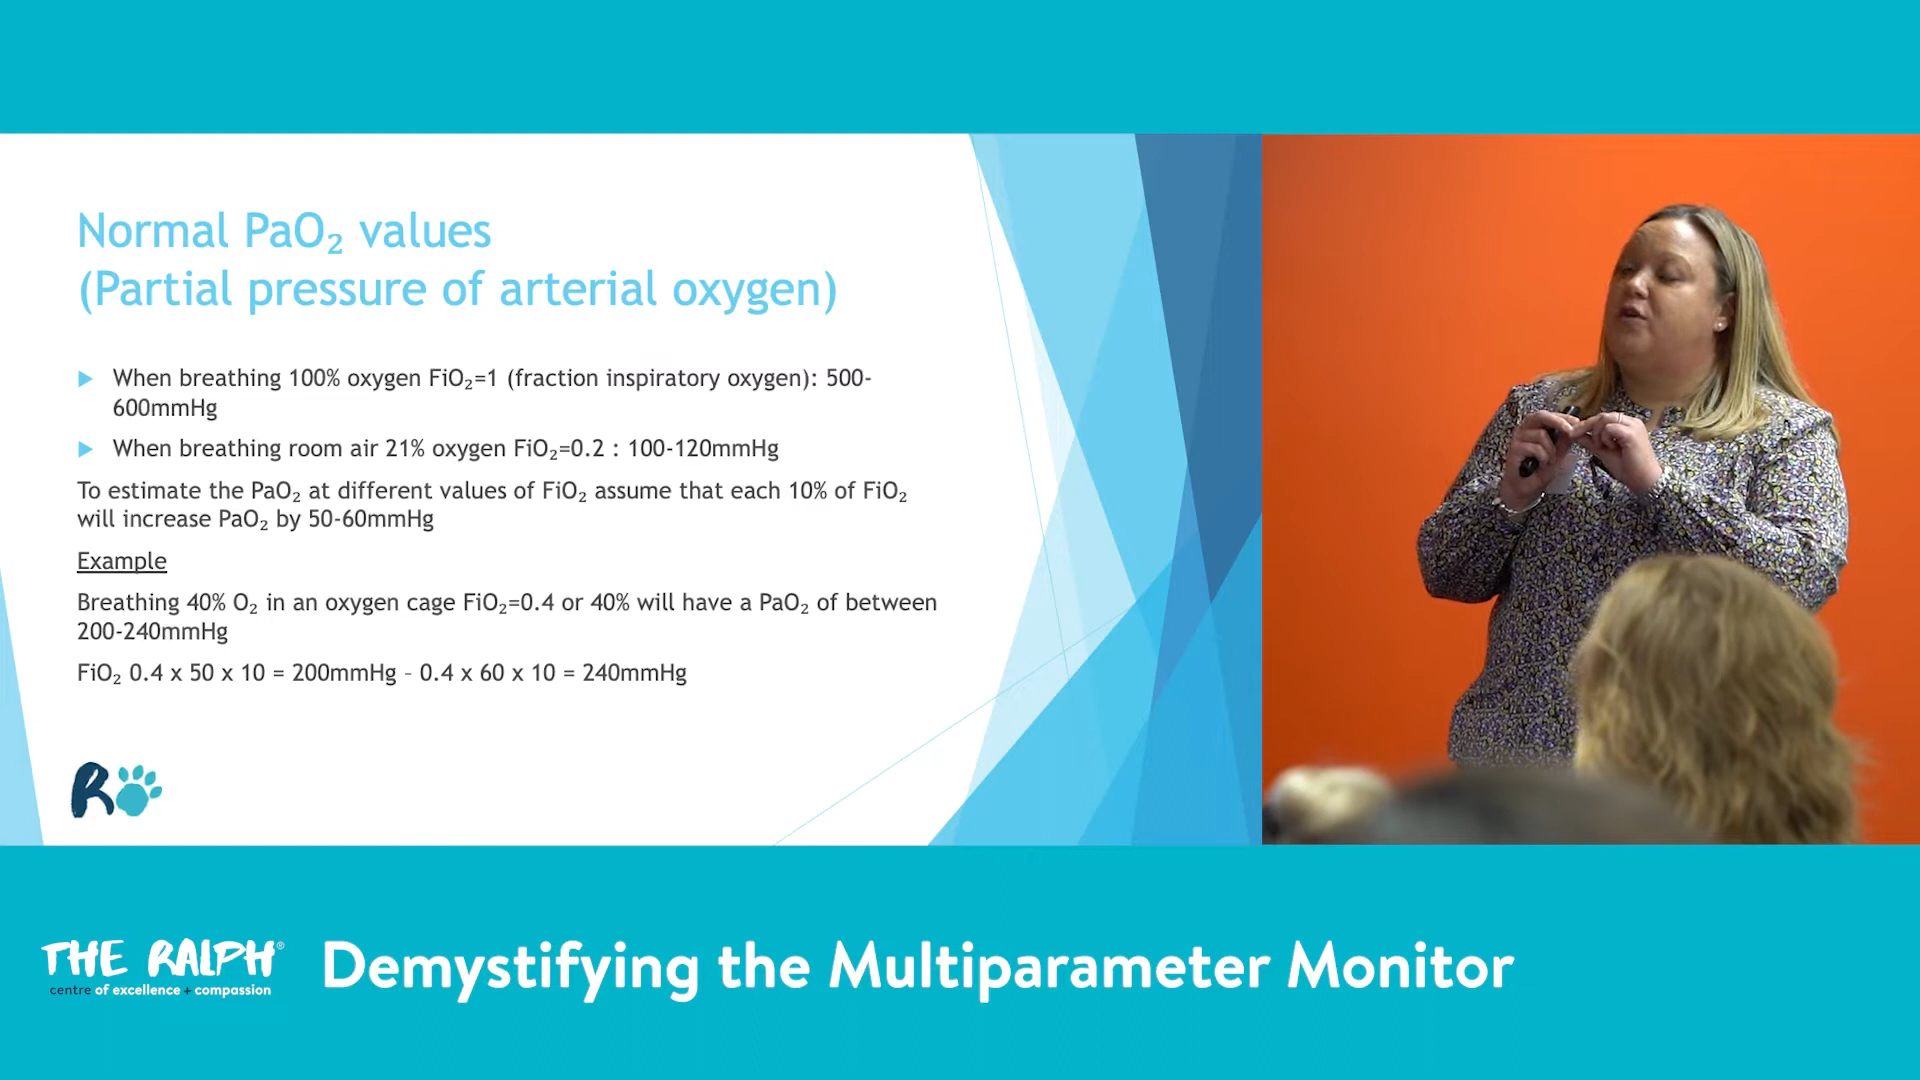 Normal PaO₂ values
(Partial pressure of arterial oxygen)
▶ When breathing 100% oxygen FiO₂=1 (fraction inspiratory oxygen): 500-
600mmHg
▶ When breathing room air 21% oxygen FiO₂=0.2 : 100-120mmHg
To estimate the PaO₂ at different values of FiO₂ assume that each 10% of FiO₂
will increase PaO₂ by 50-60mmHg
Example
Breathing 40% O₂ in an oxygen cage FiO₂=0.4 or 40% will have a PaO₂ of between
200-240mmHg
FiO₂ 0.4 x 50 x 10 = 200mmHg – 0.4 x 60 x 10 = 240mmHg
R
THE RALPH®
centre of excellence + compassion
Demystifying the Multiparameter Monitor